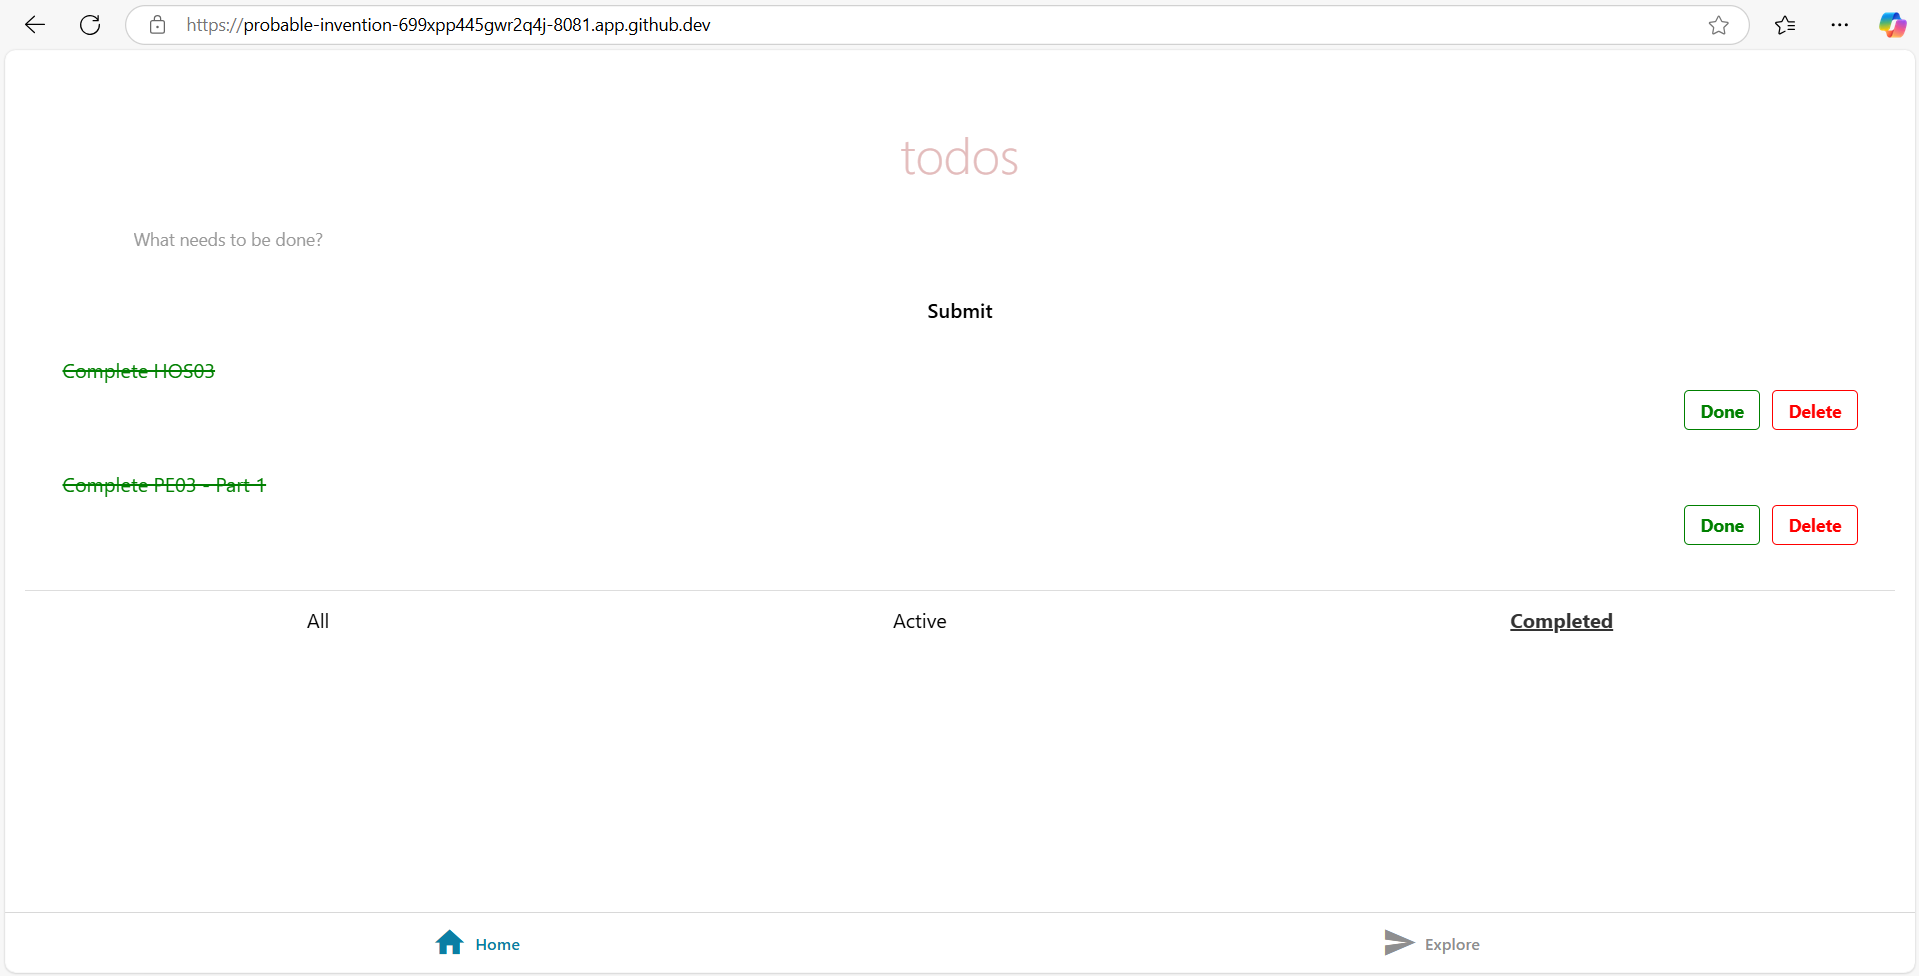 https://probable-invention-699xpp445gwr2q4j-8081.app.github.dev
todos
What needs to be done?
Submit
Complete HOS03
Done Delete
Complete PE03 - Part 1
Done Delete
All Active Completed
Home Explore